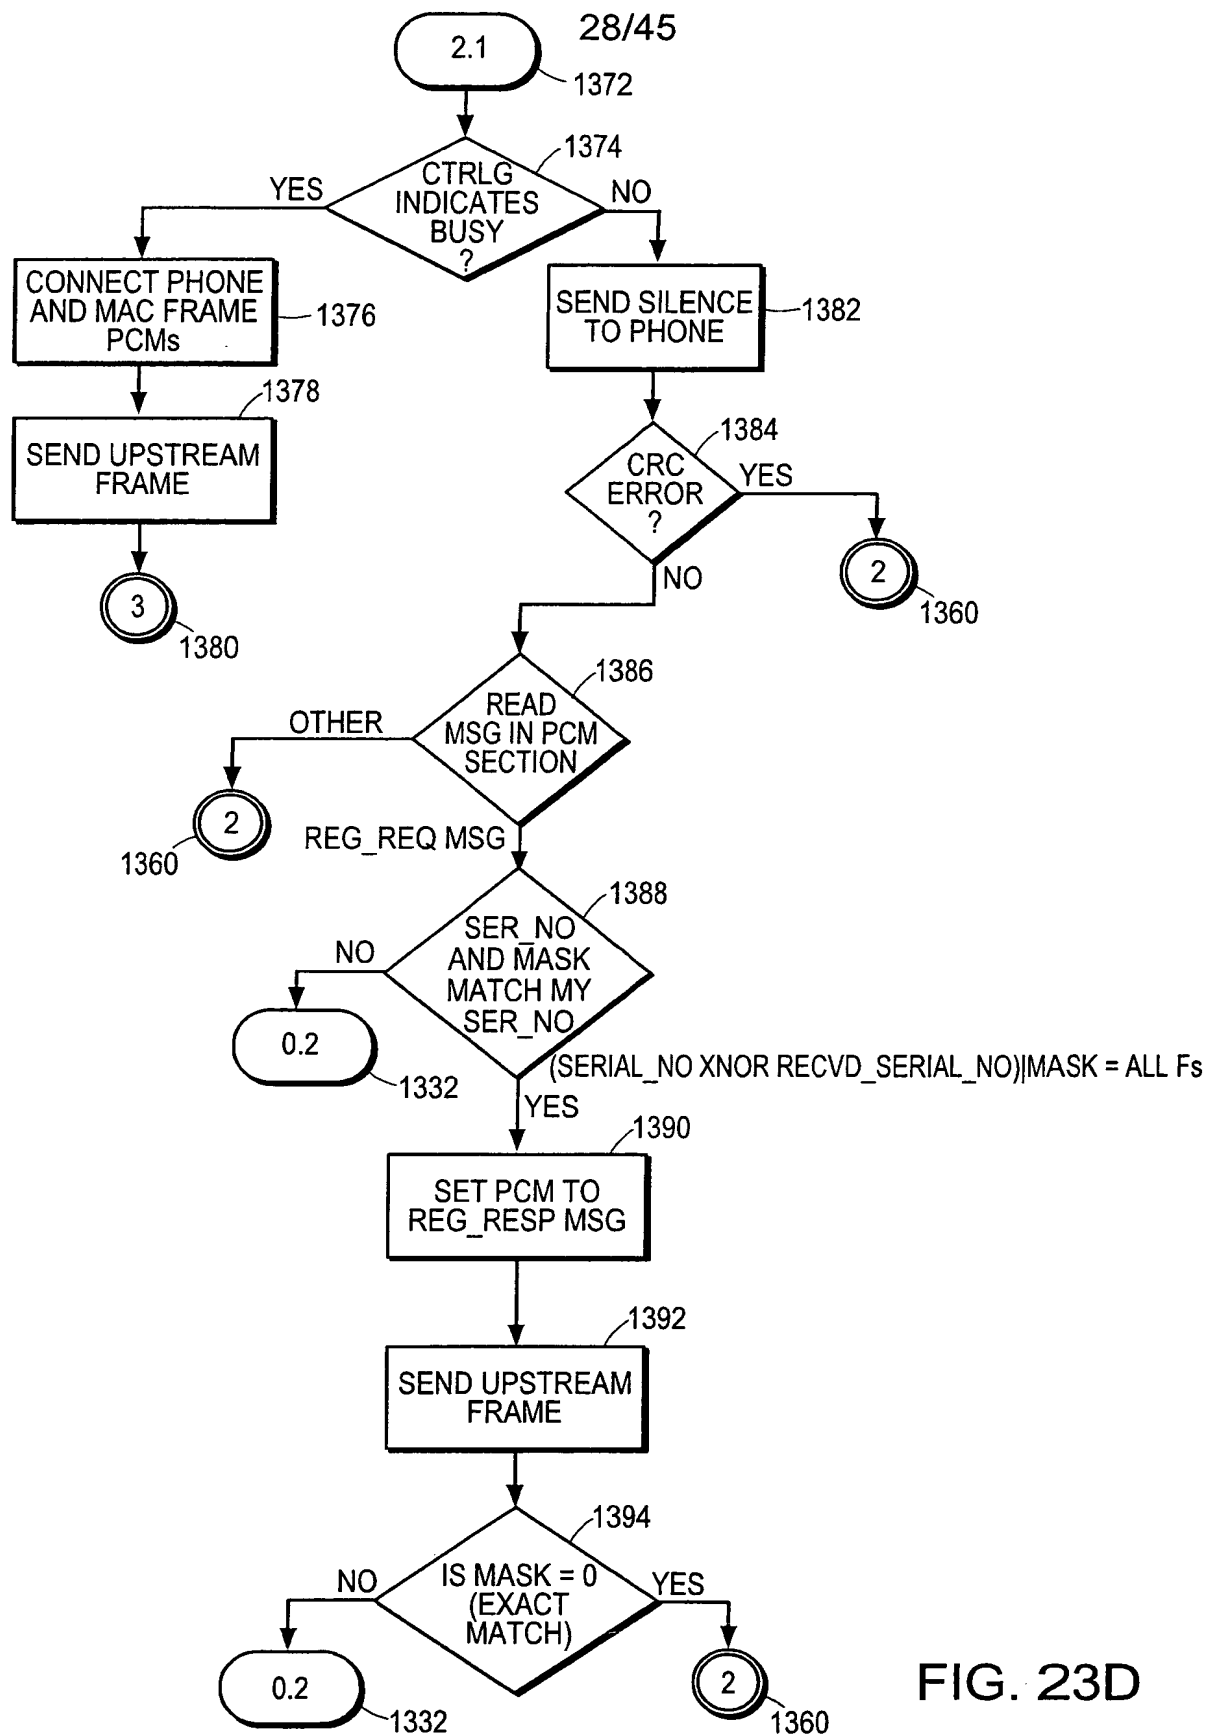 28/45
2.1
1372
1374
CTRLG
INDICATES
BUSY
?
YES
NO
CONNECT PHONE
AND MAC FRAME
PCMs
1376
SEND SILENCE
TO PHONE
1382
1378
SEND UPSTREAM
FRAME
1384
CRC
ERROR
?
YES
NO
3
1380
2
1360
1386
READ
MSG IN PCM
SECTION
OTHER
2
1360
REG_REQ MSG
1388
SER_NO
AND MASK
MATCH MY
SER_NO
NO
0.2
1332
(SERIAL_NO XNOR RECVD_SERIAL_NO)|MASK = ALL Fs
YES
1390
SET PCM TO
REG_RESP MSG
1392
SEND UPSTREAM
FRAME
1394
IS MASK = 0
(EXACT
MATCH)
NO
YES
0.2
1332
2
1360
FIG. 23D